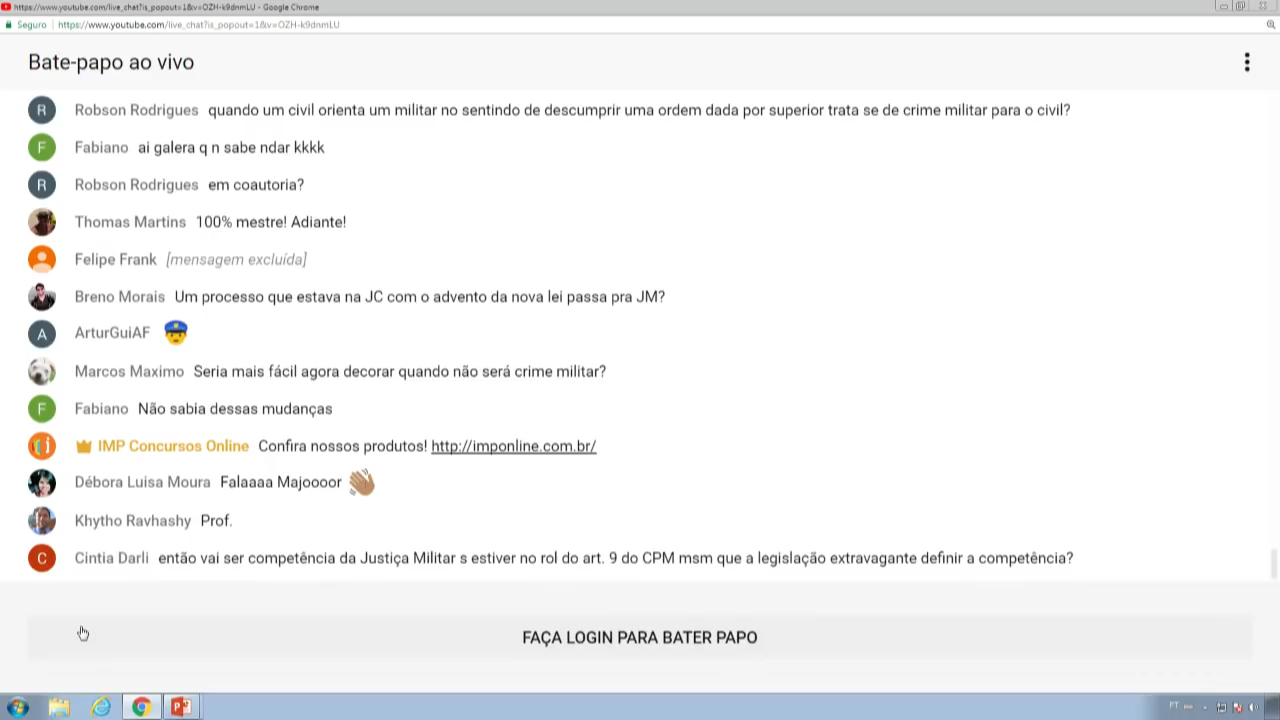 https://www.youtube.com/live_chat?is_popout=1&v=OZH-k9dnmLU - Google Chrome
Seguro | https://www.youtube.com/live_chat?is_popout=1&v=OZH-k9dnmLU
Bate-papo ao vivo
R Robson Rodrigues quando um civil orienta um militar no sentindo de descumprir uma ordem dada por superior trata se de crime militar para o civil?
F Fabiano ai galera q n sabe ndar kkkk
R Robson Rodrigues em coautoria?
Thomas Martins 100% mestre! Adiante!
Felipe Frank [mensagem excluída]
Breno Morais Um processo que estava na JC com o advento da nova lei passa pra JM?
A ArturGuiAF 👮
Marcos Maximo Seria mais fácil agora decorar quando não será crime militar?
F Fabiano Não sabia dessas mudanças
IMP Concursos Online Confira nossos produtos! http://imponline.com.br/
Débora Luisa Moura Falaaaa Majoooor 👋🏽
Khytho Ravhashy Prof.
C Cintia Darli então vai ser competência da Justiça Militar s estiver no rol do art. 9 do CPM msm que a legislação extravagante definir a competência?
FAÇA LOGIN PARA BATER PAPO
PT